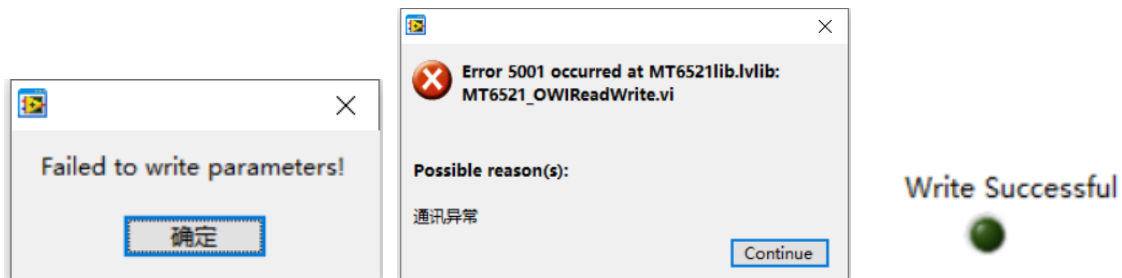 Failed to write parameters!
确定
Error 5001 occurred at MT6521lib.lvlib:
MT6521_OWIReadWrite.vi
Possible reason(s):
通讯异常
Continue
Write Successful